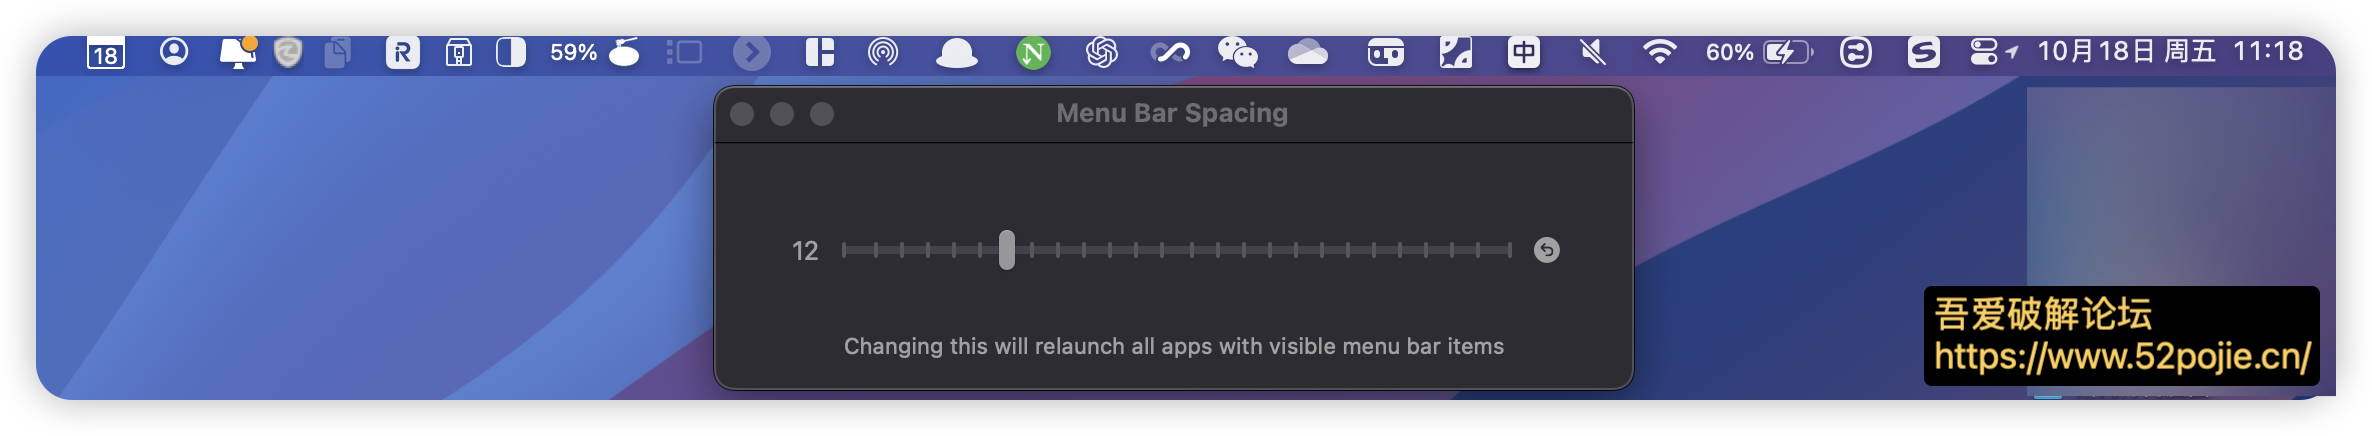 18
59%
N
中
60%
S
10月18日 周五 11:18
Menu Bar Spacing
12
Changing this will relaunch all apps with visible menu bar items
吾爱破解论坛
https://www.52pojie.cn/